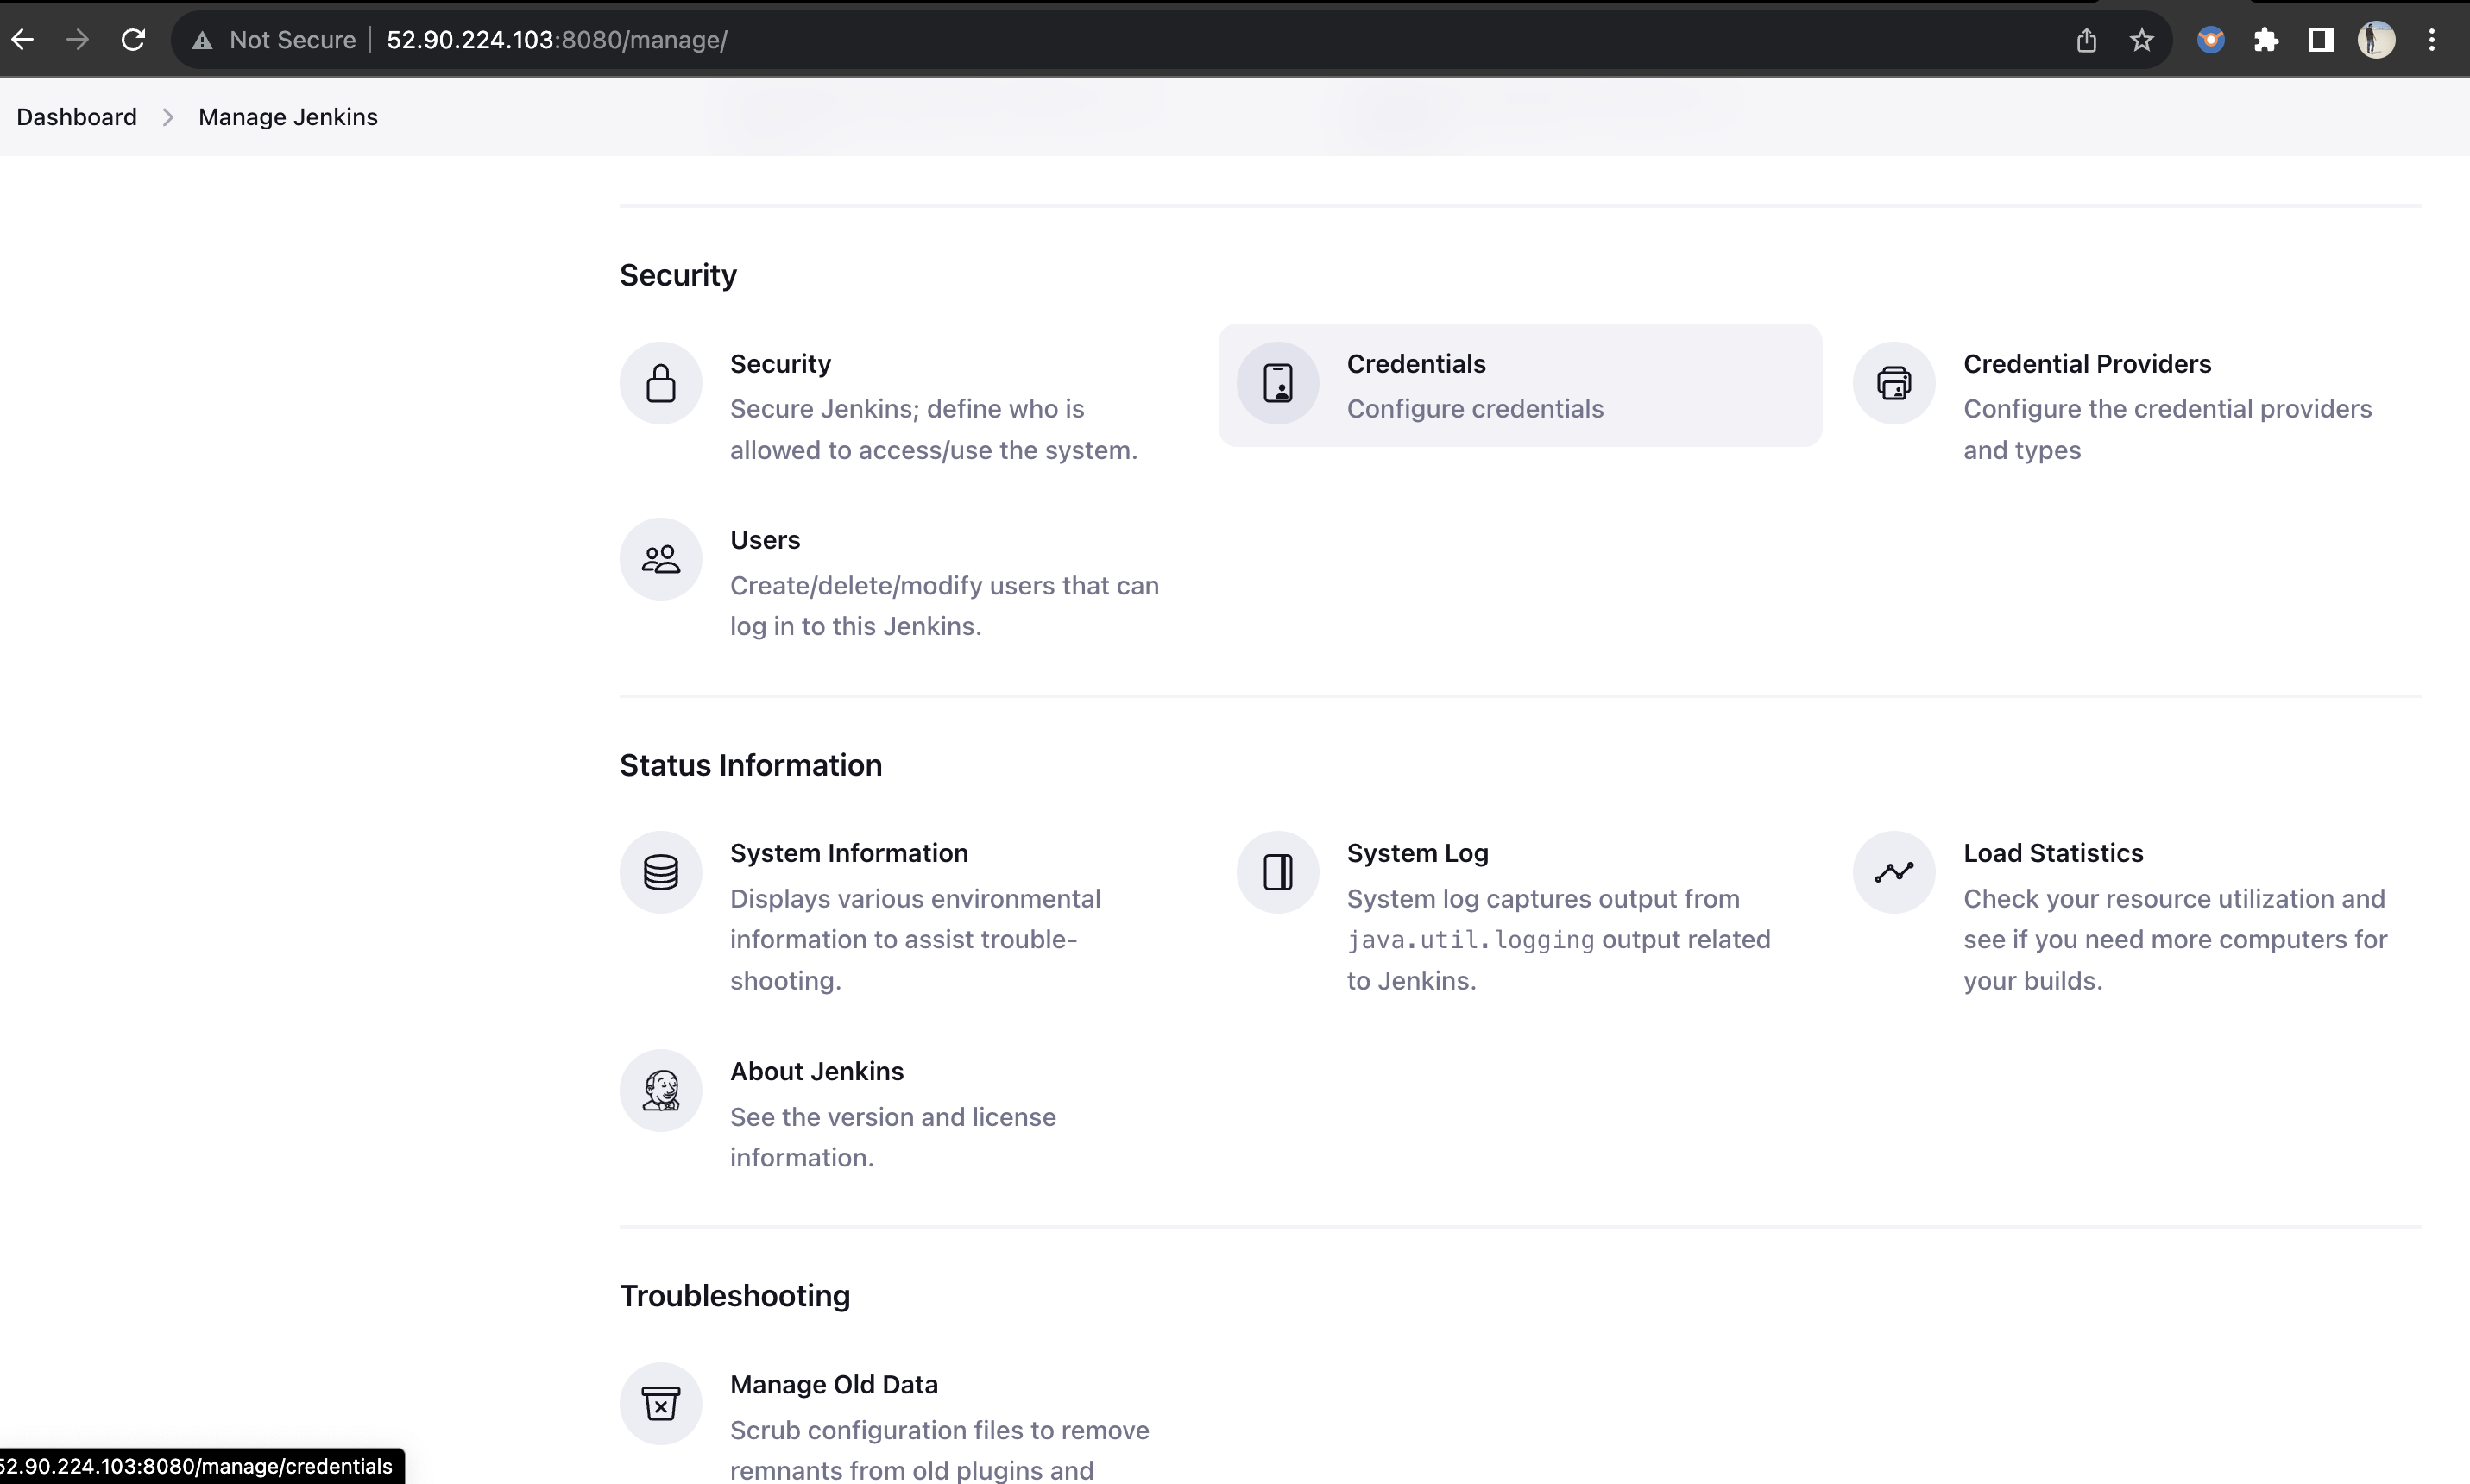 Not Secure 52.90.224.103:8080/manage/
Dashboard Manage Jenkins
Security
Security
Secure Jenkins; define who is
allowed to access/use the system.
Credentials
Configure credentials
Credential Providers
Configure the credential providers
and types
Users
Create/delete/modify users that can
log in to this Jenkins.
Status Information
System Information
Displays various environmental
information to assist trouble-
shooting.
System Log
System log captures output from
java.util.logging output related
to Jenkins.
Load Statistics
Check your resource utilization and
see if you need more computers for
your builds.
About Jenkins
See the version and license
information.
Troubleshooting
Manage Old Data
Scrub configuration files to remove
remnants from old plugins and
52.90.224.103:8080/manage/credentials